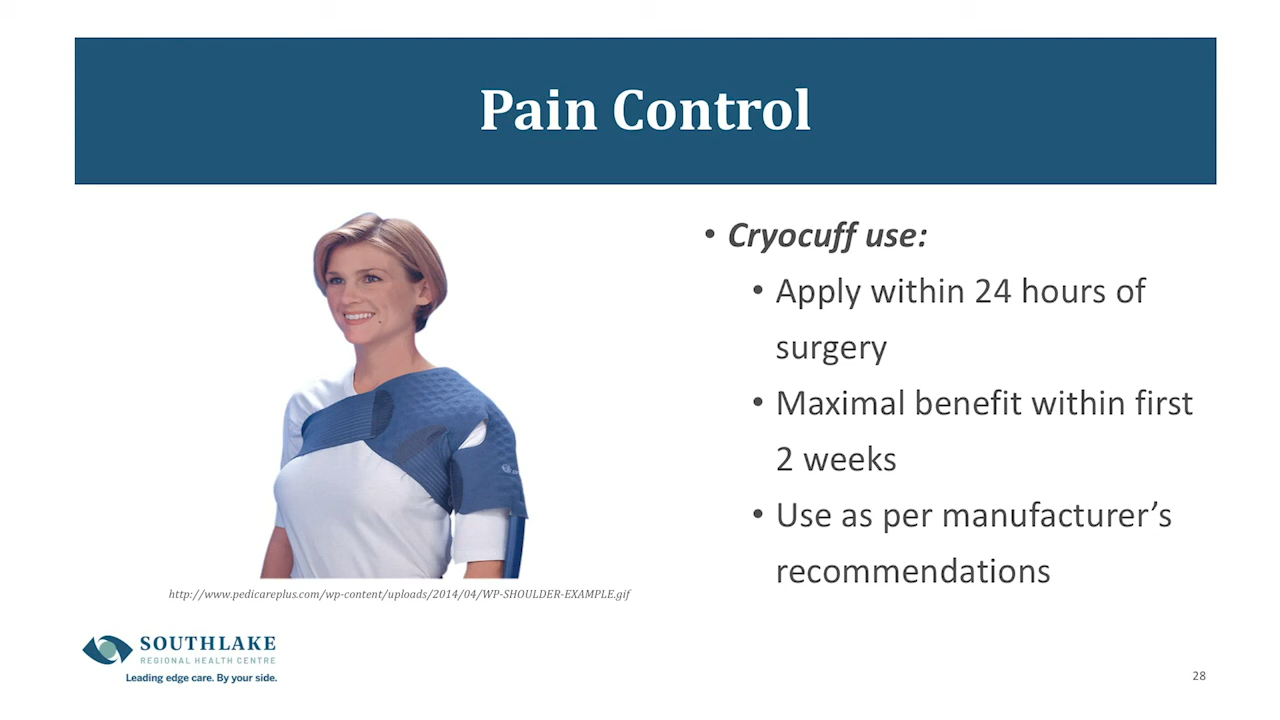 Pain Control
• Cryocuff use:
• Apply within 24 hours of
surgery
• Maximal benefit within first
2 weeks
• Use as per manufacturer’s
recommendations
http://www.pedicareplus.com/wp-content/uploads/2014/04/WP-SHOULDER-EXAMPLE.gif
SOUTHLAKE
REGIONAL HEALTH CENTRE
Leading edge care. By your side.
28